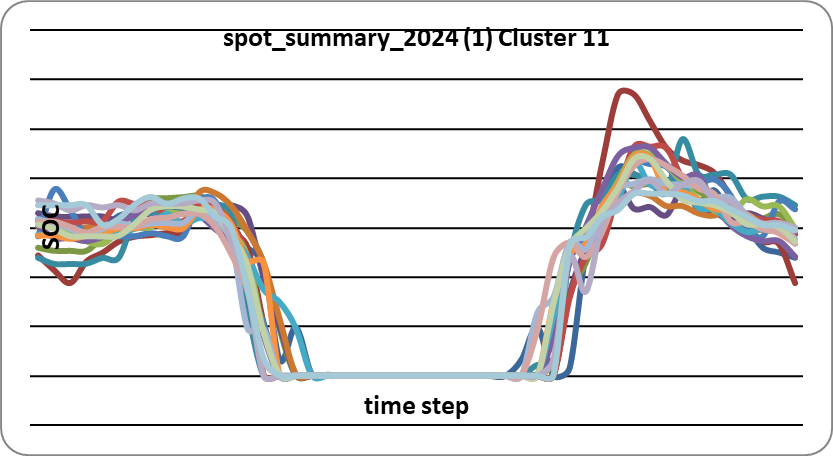 spot_summary_2024 (1) Cluster 11
SOC
time step